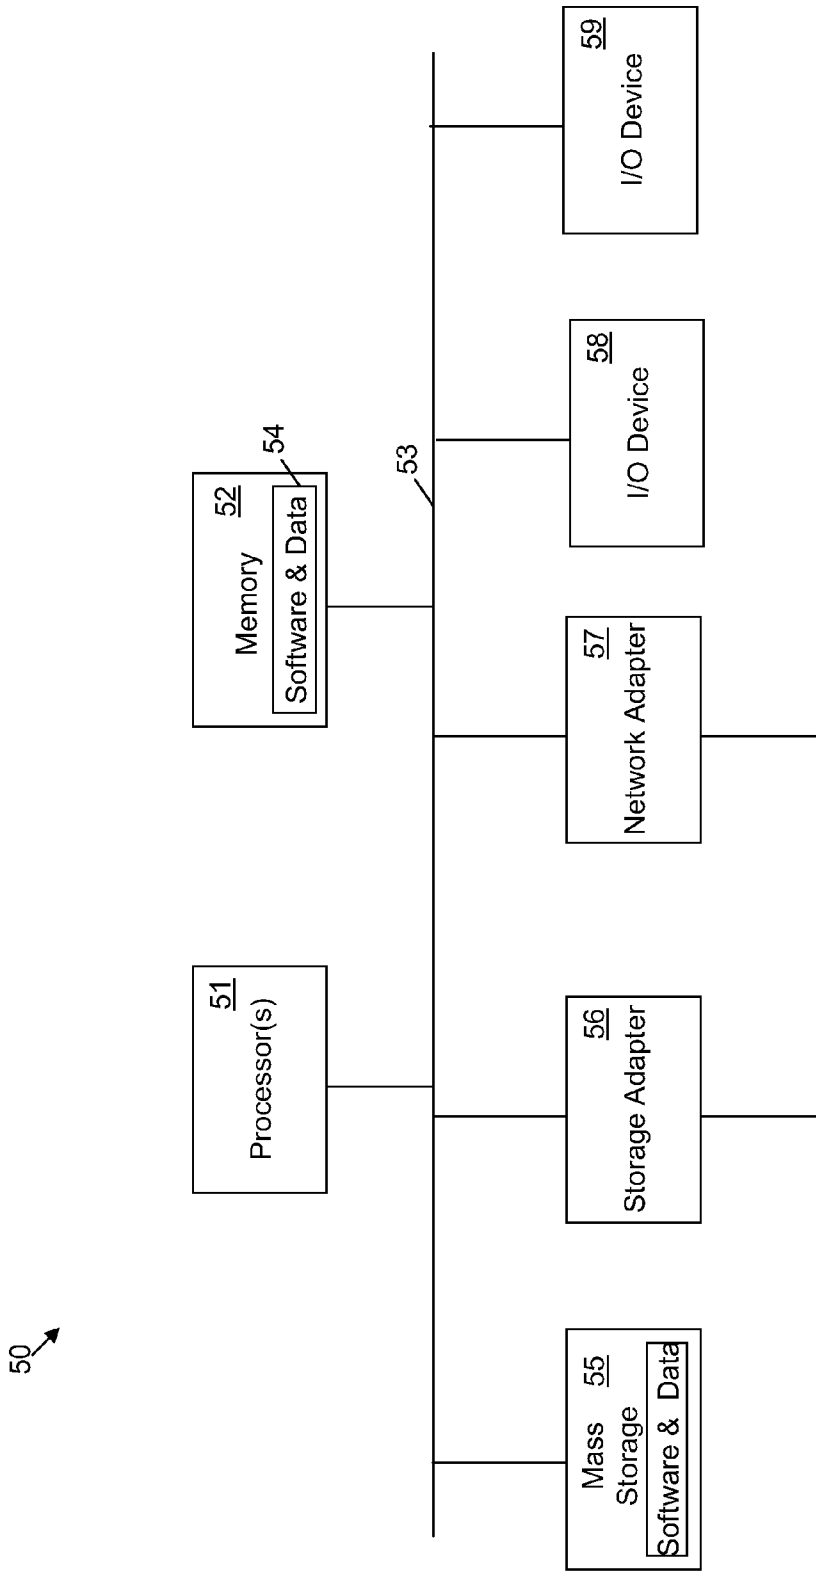 50
51
Processor(s)
52
Memory
Software & Data
54
53
Mass
55
Storage
Software & Data
56
Storage Adapter
57
Network Adapter
58
I/O Device
59
I/O Device